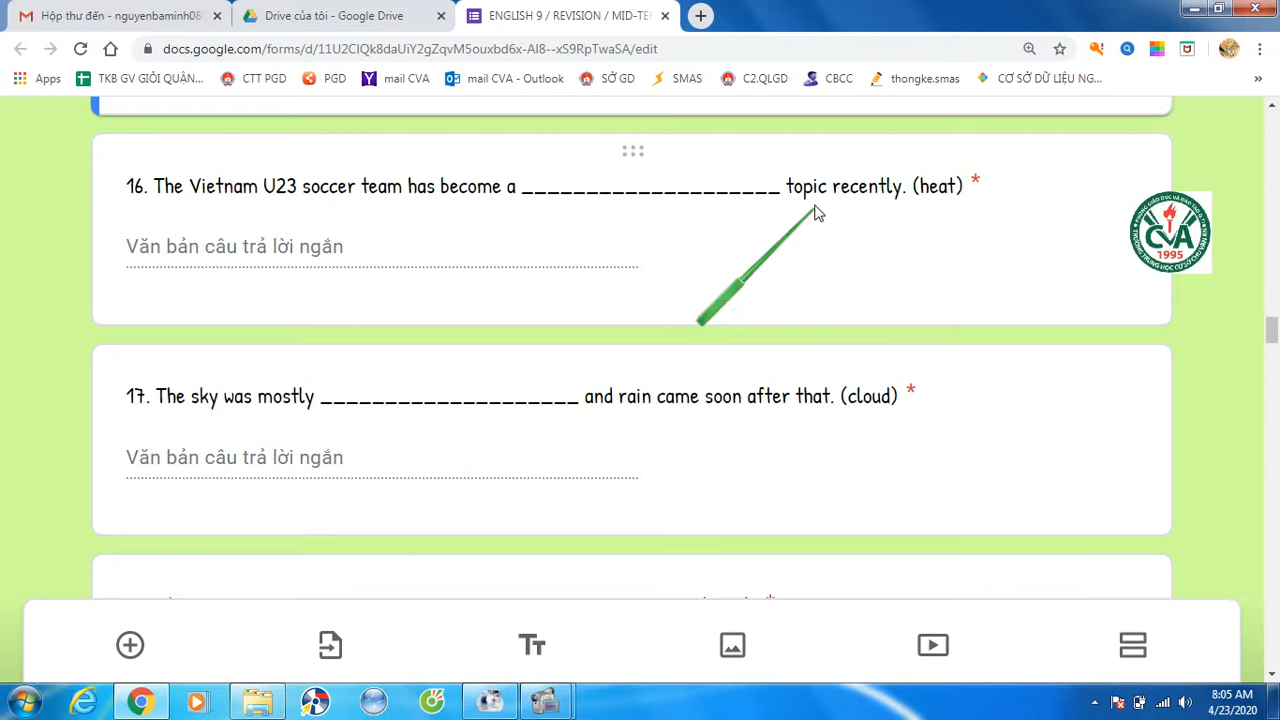 Hộp thư đến - nguyenbaminh08
Drive của tôi - Google Drive
ENGLISH 9 / REVISION / MID-TE
docs.google.com/forms/d/11U2ClQk8daUiY2gZqWM5otXbd6x-AI8--xS9RpTwaSA/edit
Apps
TKB GV GIỎI QUẬN...
CTT PGD
PGD
mail CVA
mail CVA - Outlook
SỞ GD
SMAS
C2.QLGD
CBCC
thongke.smas
CƠ SỞ DỮ LIỆU NG...
»
16. The Vietnam U23 soccer team has become a ____________________ topic recently. (heat) *
Văn bản câu trả lời ngắn
CVA
1995
17. The sky was mostly ____________________ and rain came soon after that. (cloud) *
Văn bản câu trả lời ngắn
Tт
8:05 AM
4/23/2020